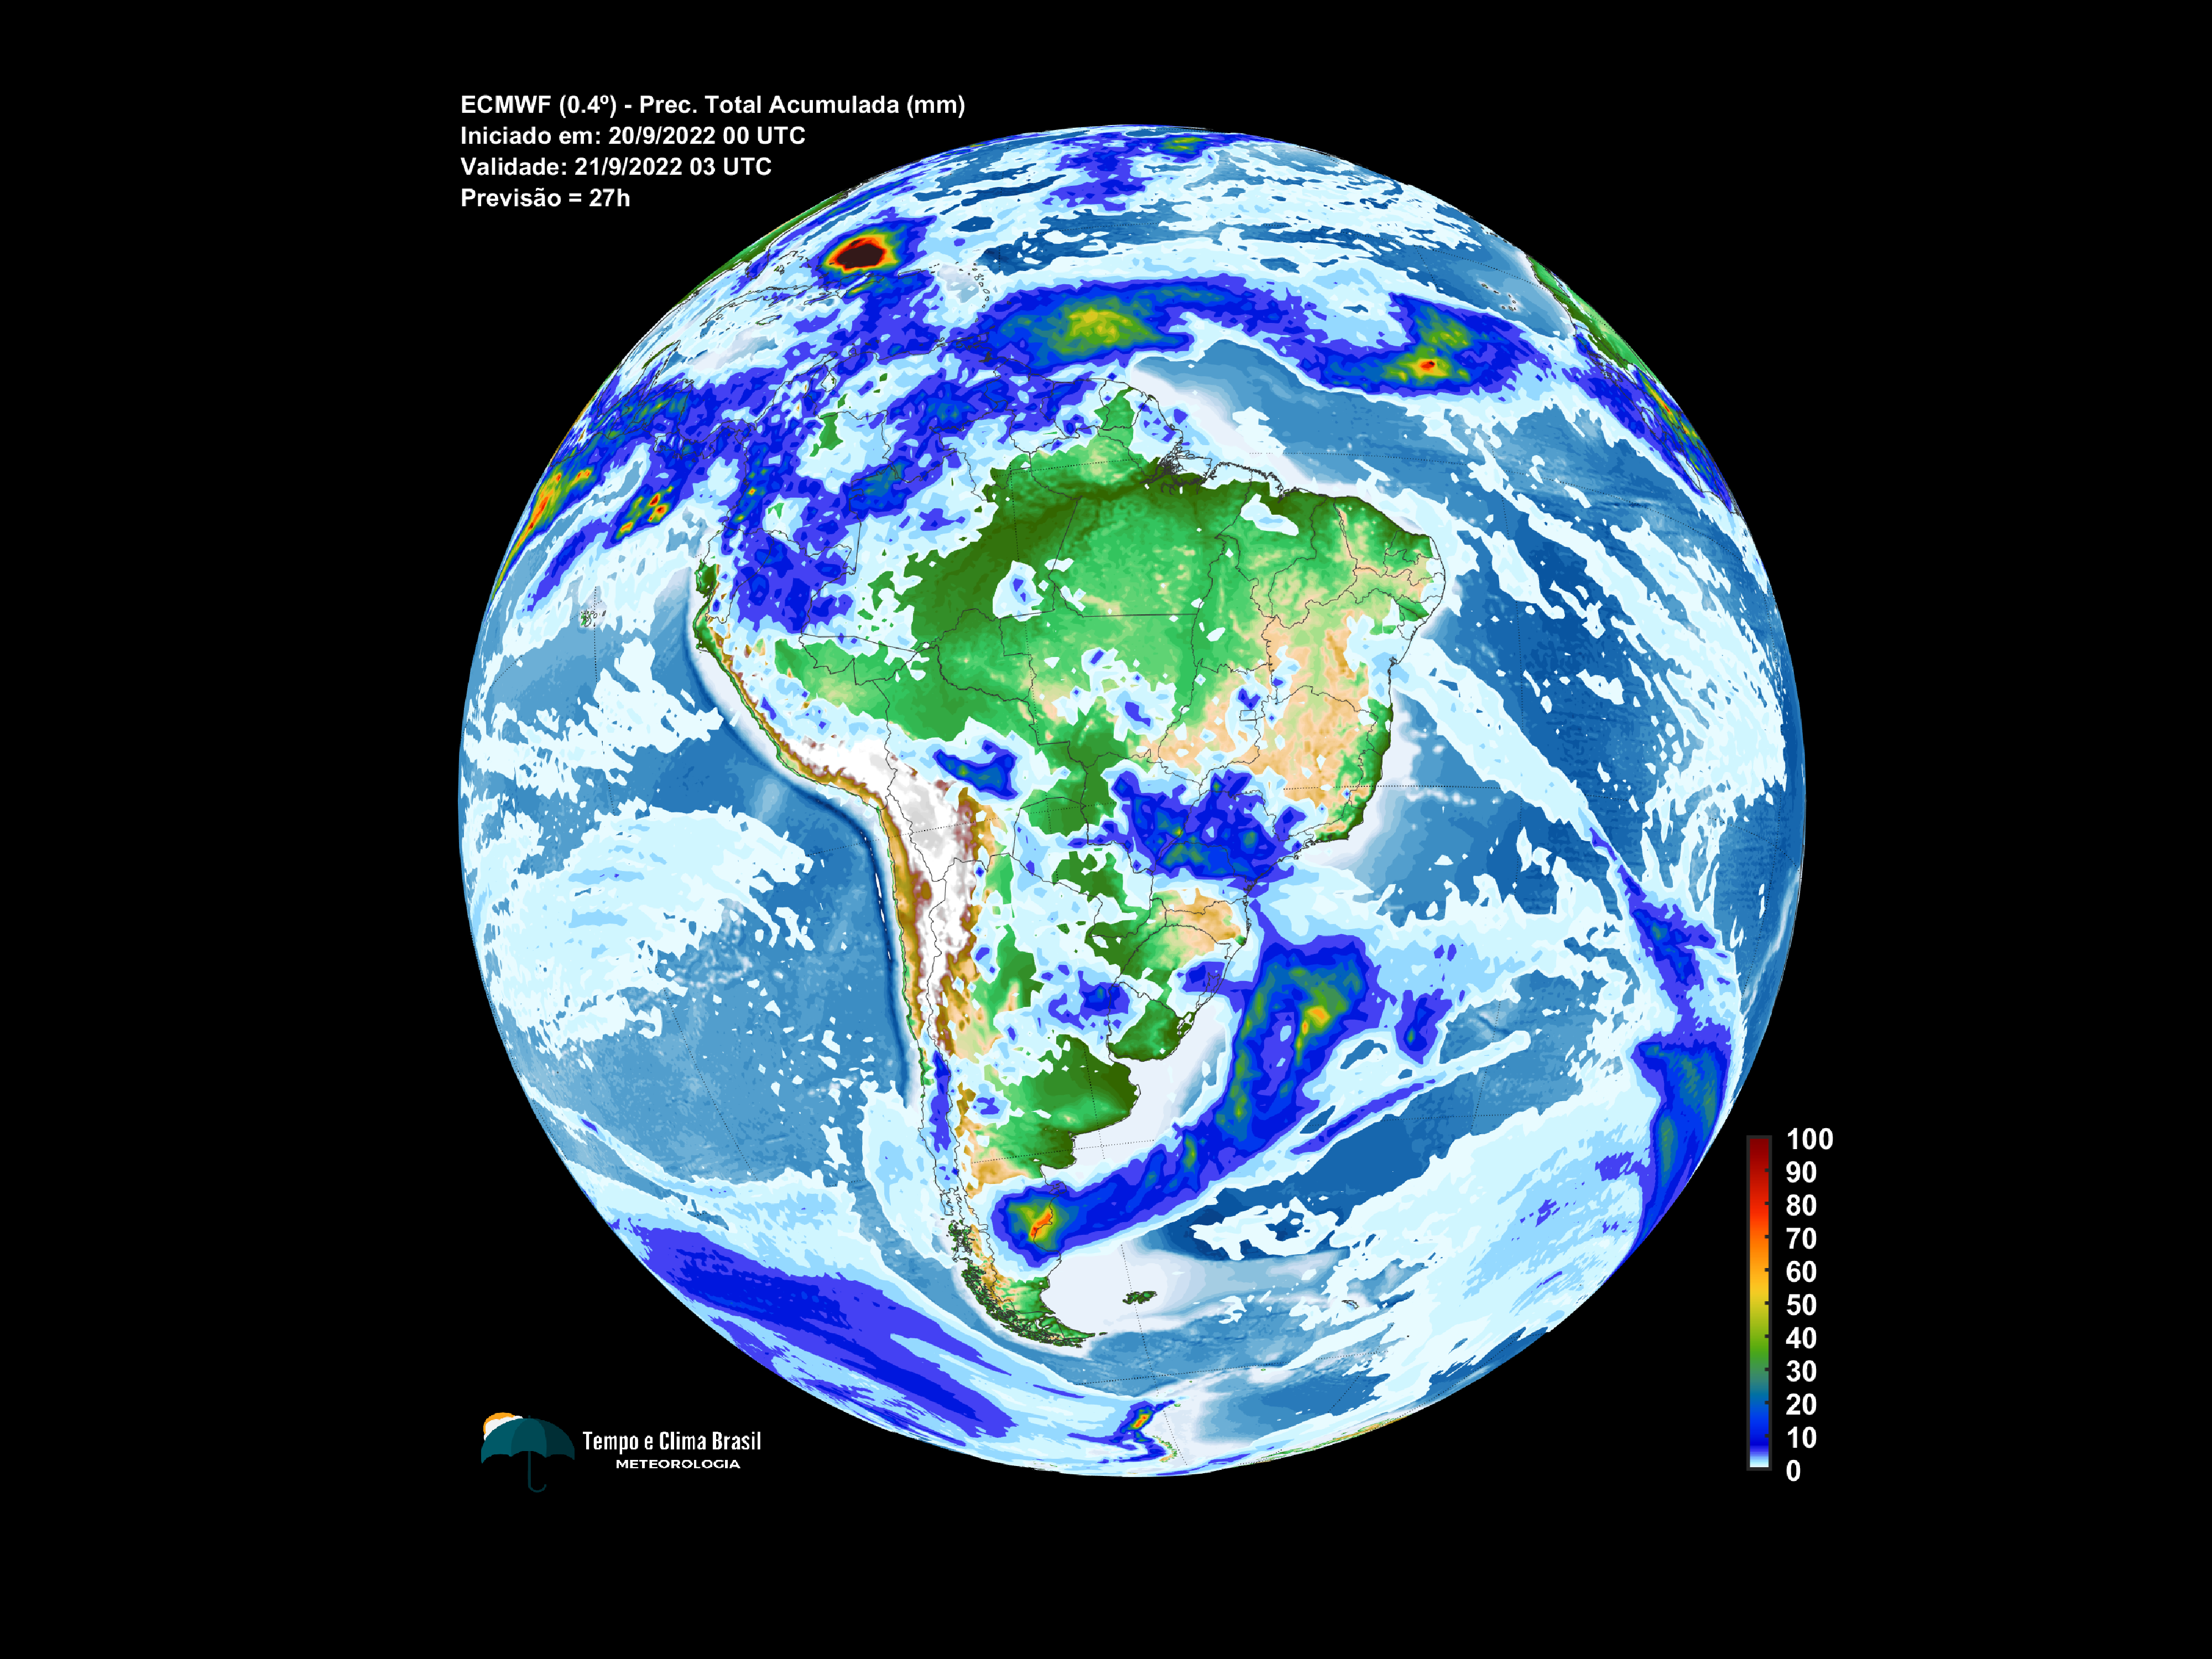 ECMWF (0.4º) - Prec. Total Acumulada (mm)
Iniciado em: 20/9/2022 00 UTC
Validade: 21/9/2022 03 UTC
Previsão = 27h
100
90
80
70
60
50
40
30
20
10
0
Tempo e Clima Brasil
METEOROLOGIA